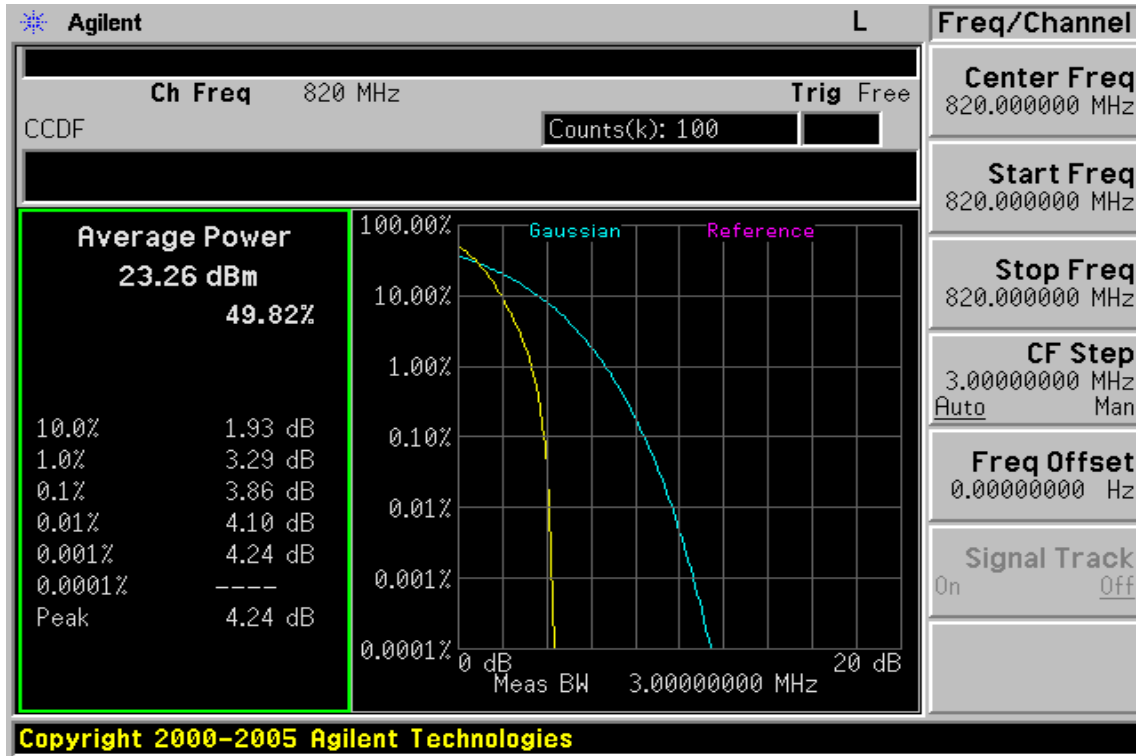 Agilent L
Ch Freq 820 MHz Trig Free
CCDF Counts(k): 100
Average Power
23.26 dBm
49.82%
10.0% 1.93 dB
1.0% 3.29 dB
0.1% 3.86 dB
0.01% 4.10 dB
0.001% 4.24 dB
0.0001% ----
Peak 4.24 dB
Gaussian Reference
100.00%
10.00%
1.00%
0.10%
0.01%
0.001%
0.0001%
0 dB 20 dB
Meas BW 3.00000000 MHz
Freq/Channel
Center Freq
820.000000 MHz
Start Freq
820.000000 MHz
Stop Freq
820.000000 MHz
CF Step
3.00000000 MHz
Auto Man
Freq Offset
0.00000000 Hz
Signal Track
On Off
Copyright 2000-2005 Agilent Technologies